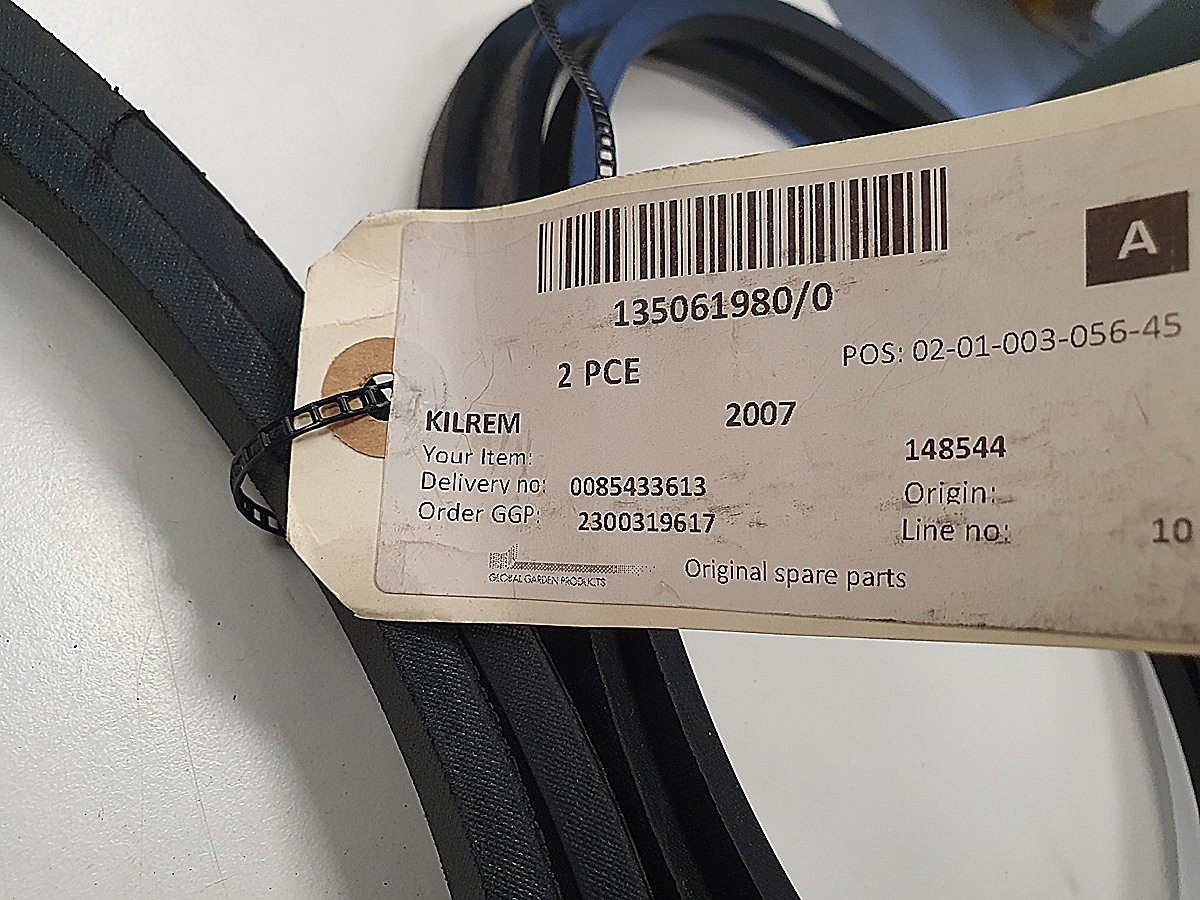 A
135061980/0
2 PCE
POS: 02-01-003-056-45
KILREM
2007
Your Item:
148544
Delivery no: 0085433613
Origin:
Order GGP: 2300319617
Line no: 10
GLOBAL GARDEN PRODUCTS
Original spare parts